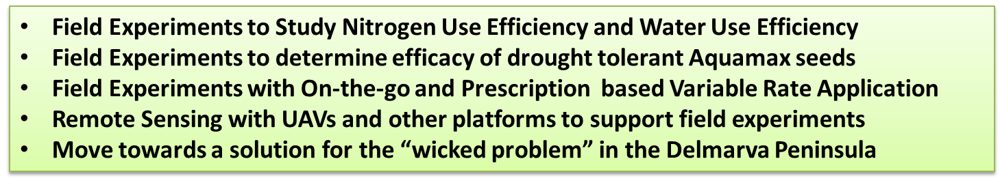 • Field Experiments to Study Nitrogen Use Efficiency and Water Use Efficiency
• Field Experiments to determine efficacy of drought tolerant Aquamax seeds
• Field Experiments with On-the-go and Prescription  based Variable Rate Application
• Remote Sensing with UAVs and other platforms to support field experiments
• Move towards a solution for the “wicked problem” in the Delmarva Peninsula